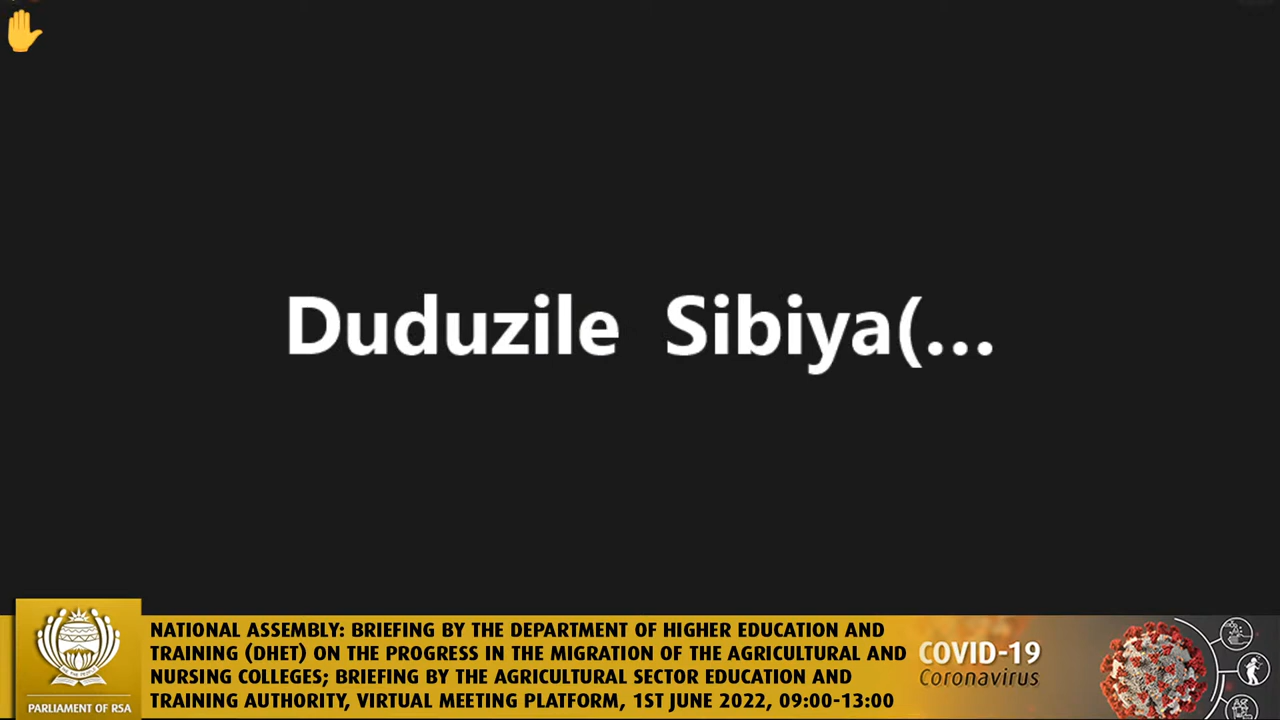 Duduzile Sibiya(...
NATIONAL ASSEMBLY: BRIEFING BY THE DEPARTMENT OF HIGHER EDUCATION AND
TRAINING (DHET) ON THE PROGRESS IN THE MIGRATION OF THE AGRICULTURAL AND
NURSING COLLEGES; BRIEFING BY THE AGRICULTURAL SECTOR EDUCATION AND
TRAINING AUTHORITY, VIRTUAL MEETING PLATFORM, 1ST JUNE 2022, 09:00-13:00
PARLIAMENT OF RSA
COVID-19
Coronavirus